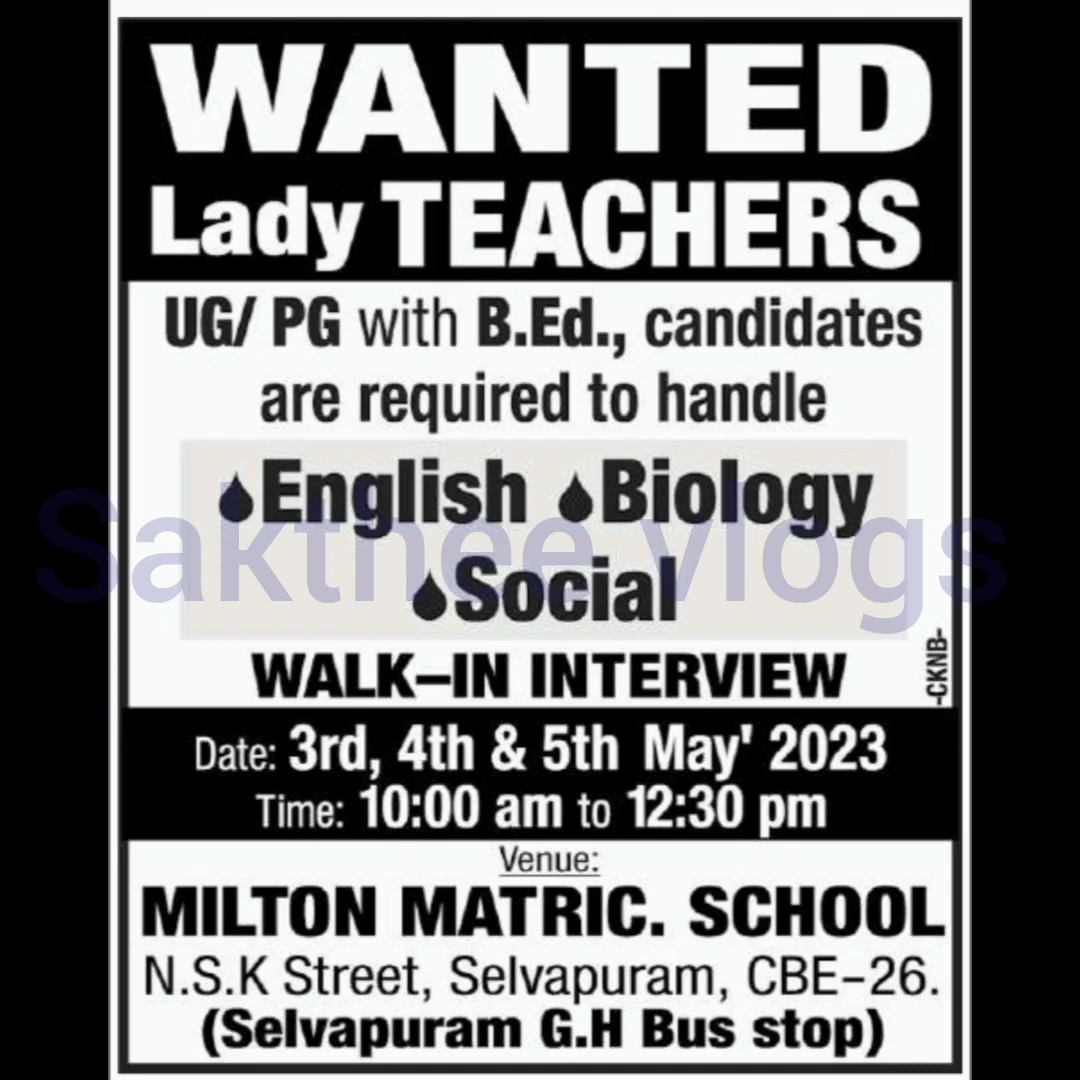 WANTED
Lady TEACHERS
UG/ PG with B.Ed., candidates
are required to handle
English Biology
Social
Sakthee vlogs
WALK–IN INTERVIEW
-CKNB-
Date: 3rd, 4th & 5th May' 2023
Time: 10:00 am to 12:30 pm
Venue:
MILTON MATRIC. SCHOOL
N.S.K Street, Selvapuram, CBE–26.
(Selvapuram G.H Bus stop)